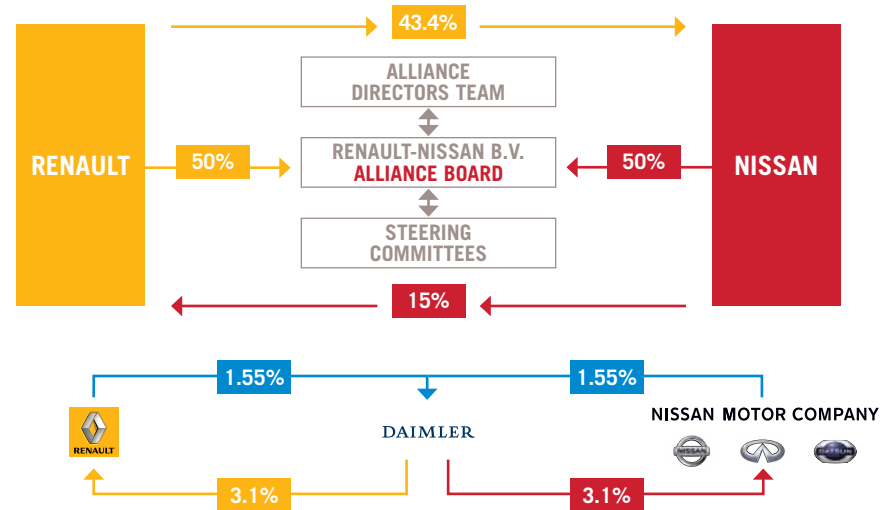 43.4%
ALLIANCE
DIRECTORS TEAM
RENAULT
50%
RENAULT-NISSAN B.V.
ALLIANCE BOARD
50%
NISSAN
STEERING
COMMITTEES
15%
1.55%
1.55%
RENAULT
DAIMLER
NISSAN MOTOR COMPANY
NISSAN
DATSUN
3.1%
3.1%